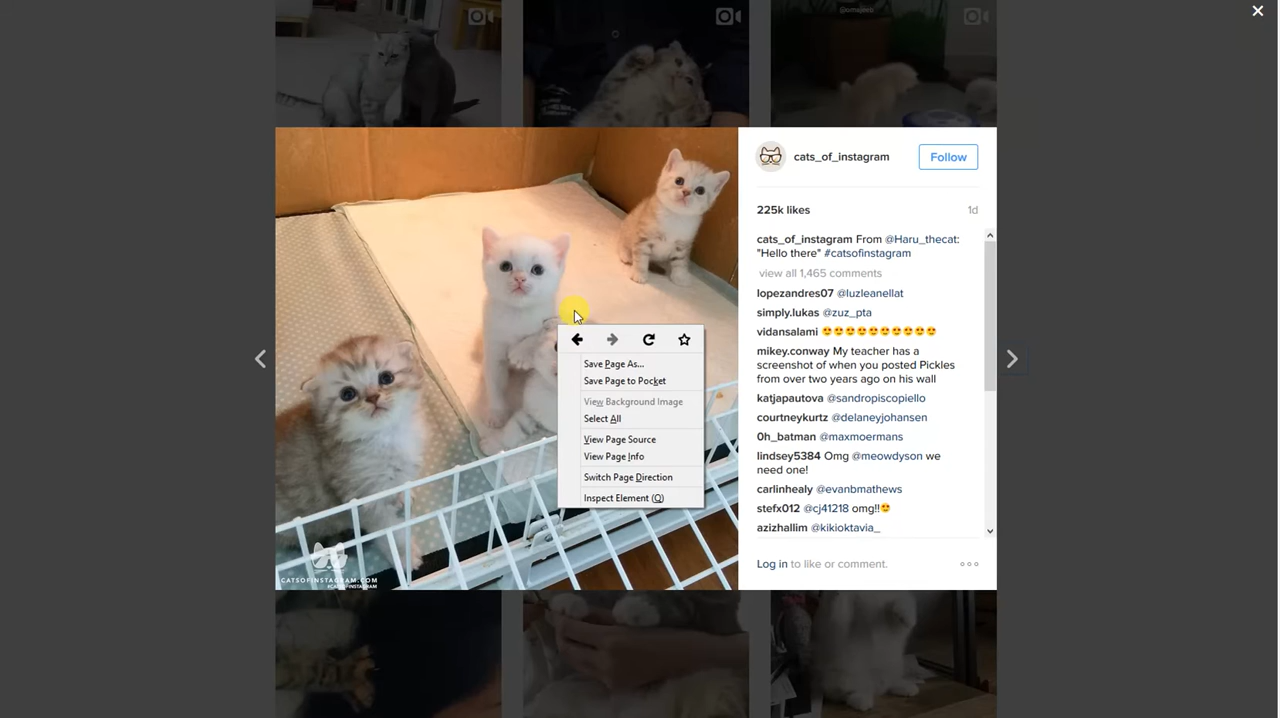 cats_of_instagram
Follow
225k likes
1d
cats_of_instagram From @Haru_thecat:
"Hello there" #catsofinstagram
view all 1,465 comments
lopezandres07 @luzleanellat
simply.lukas @zuz_pta
vidansalami 😍😍😍😍😍😍😍😍😍😍
mikey.conway My teacher has a
screenshot of when you posted Pickles
from over two years ago on his wall
katjapautova @sandropiscopiello
courtneykurtz @delaneyjohansen
0h_batman @maxmoermans
lindsey5384 Omg @meowdyson we
need one!
carlinhealy @evanbmathews
stefx012 @cj41218 omg!!😍
azizhallim @kikioktavia_
Log in to like or comment.
Save Page As...
Save Page to Pocket
View Background Image
Select All
View Page Source
View Page Info
Switch Page Direction
Inspect Element (Q)
CATSOFINSTAGRAM.COM
#CATSOFINSTAGRAM